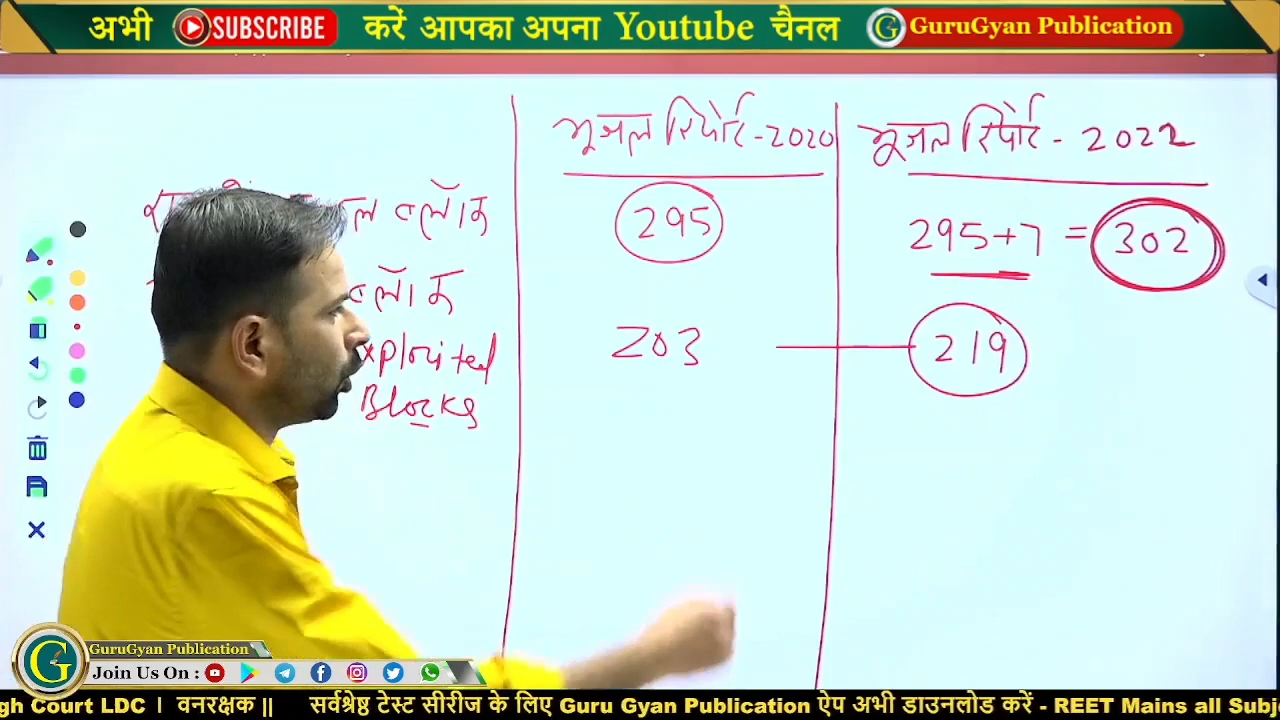 अभी SUBSCRIBE करें आपका अपना Youtube चैनल GuruGyan Publication
भूजल रिपोर्ट-2020
भूजल रिपोर्ट - 2022
ल ब्लॉक
295
295+7 = 302
ब्लॉक
xploited
Blocks
203
219
GuruGyan Publication
Join Us On :
gh Court LDC । वनरक्षक || सर्वश्रेष्ठ टेस्ट सीरीज के लिए Guru Gyan Publication ऐप अभी डाउनलोड करें - REET Mains all Subje